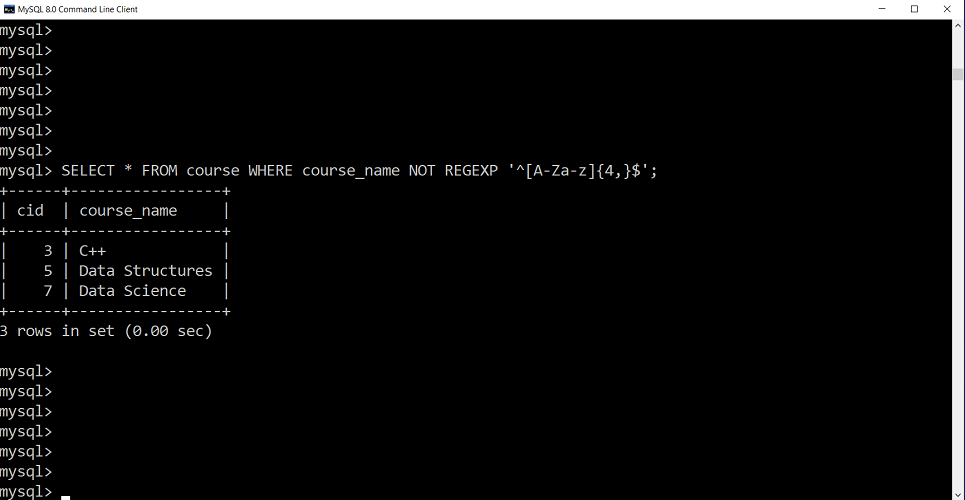 MySQL 8.0 Command Line Client
mysql>
mysql>
mysql>
mysql>
mysql>
mysql>
mysql>
mysql> SELECT * FROM course WHERE course_name NOT REGEXP '^[A-Za-z]{4,}$';
+------+-----------------+
| cid  | course_name     |
+------+-----------------+
|    3 | C++             |
|    5 | Data Structures |
|    7 | Data Science    |
+------+-----------------+
3 rows in set (0.00 sec)
mysql>
mysql>
mysql>
mysql>
mysql>
mysql>
mysql>